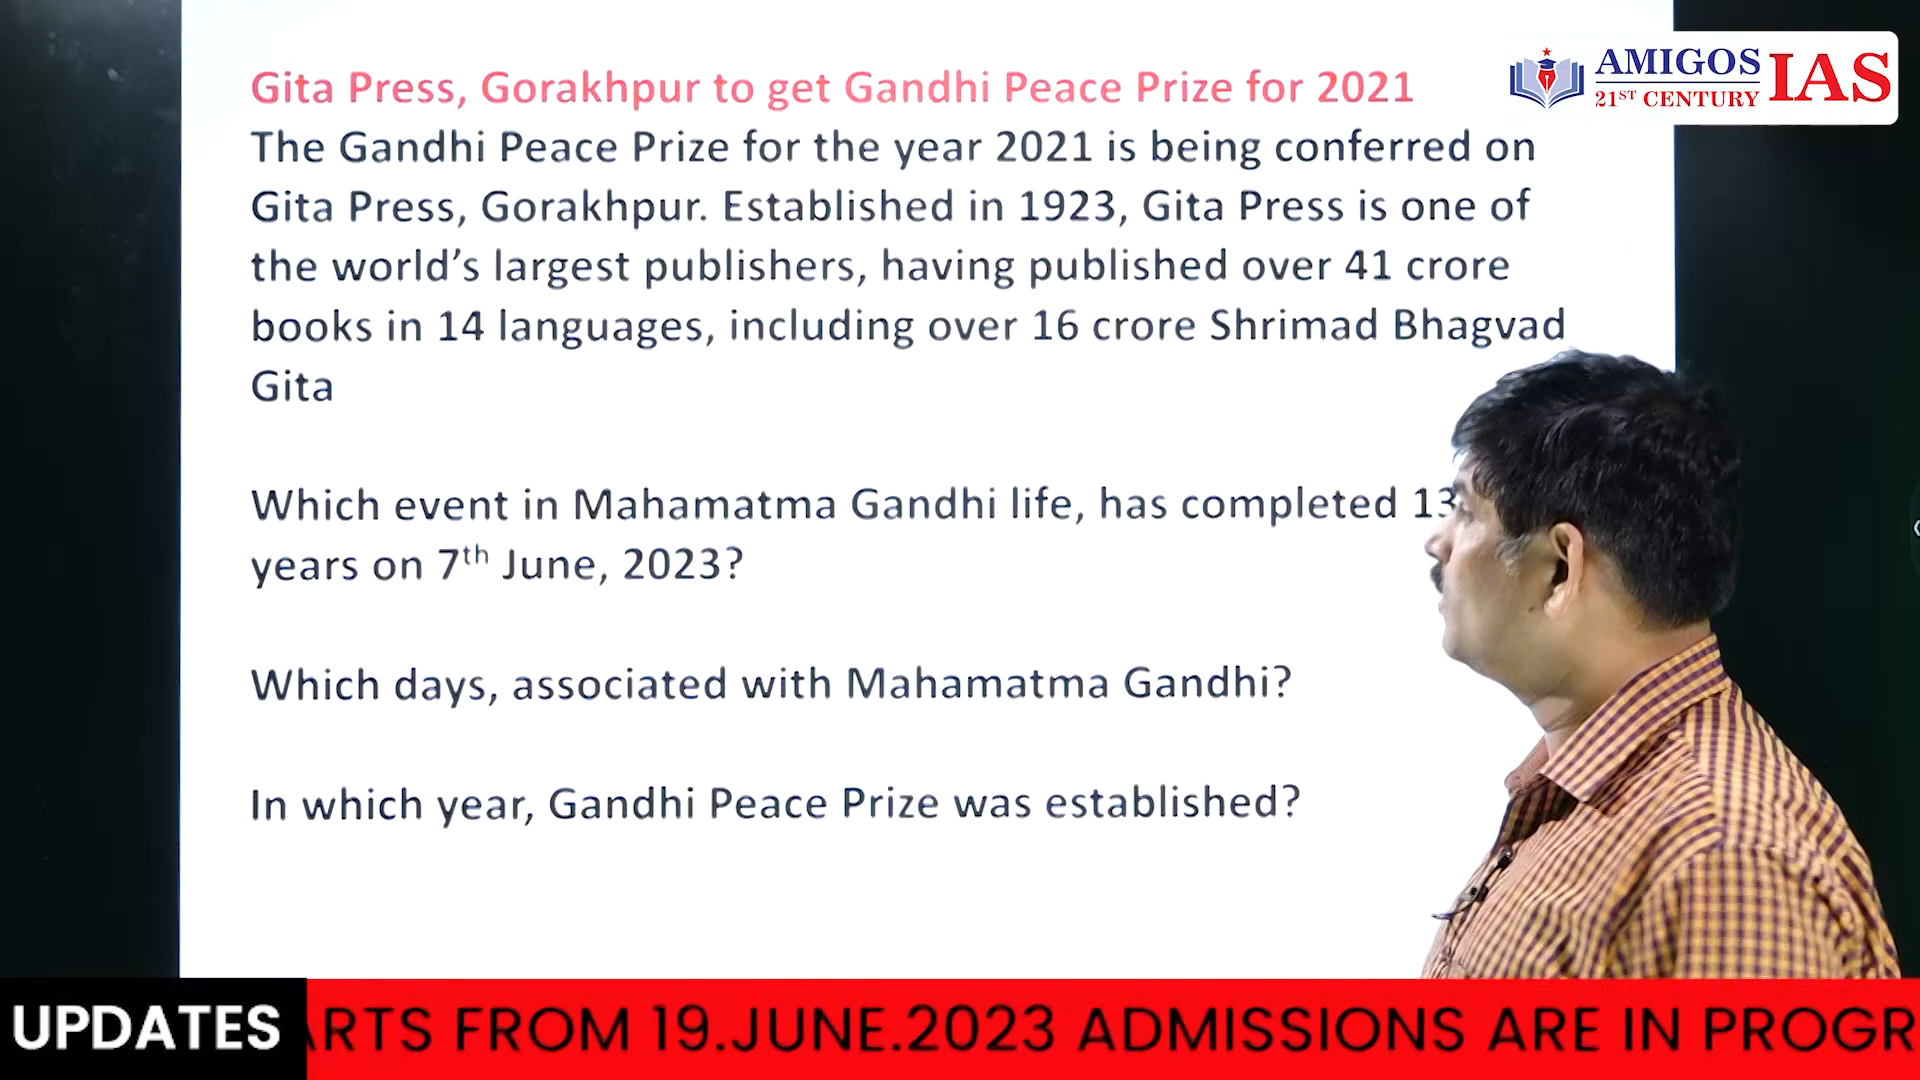 Gita Press, Gorakhpur to get Gandhi Peace Prize for 2021
The Gandhi Peace Prize for the year 2021 is being conferred on
Gita Press, Gorakhpur. Established in 1923, Gita Press is one of
the world’s largest publishers, having published over 41 crore
books in 14 languages, including over 16 crore Shrimad Bhagvad
Gita
Which event in Mahamatma Gandhi life, has completed 13
years on 7th June, 2023?
Which days, associated with Mahamatma Gandhi?
In which year, Gandhi Peace Prize was established?
AMIGOS
21ST CENTURY
IAS
UPDATES
ARTS FROM 19.JUNE.2023 ADMISSIONS ARE IN PROGR